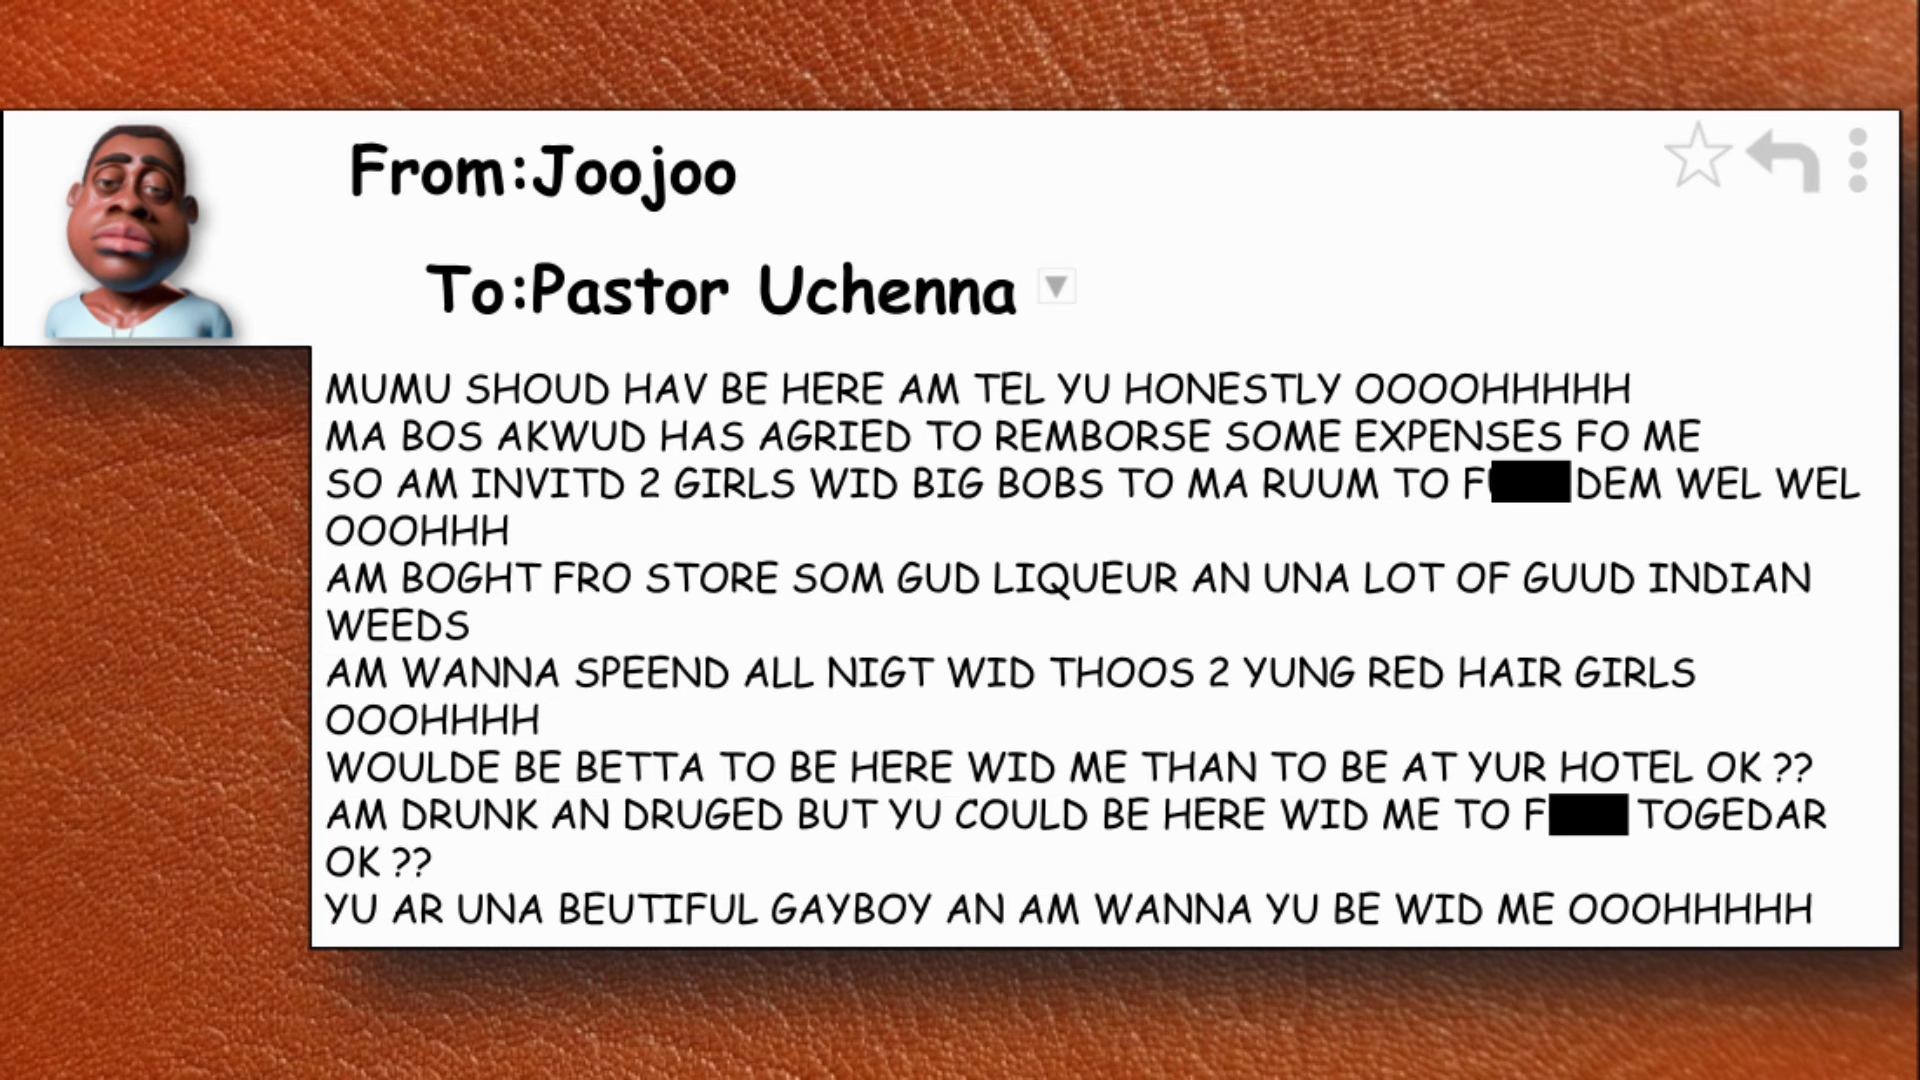 From:Joojoo
To:Pastor Uchenna
MUMU SHOUD HAV BE HERE AM TEL YU HONESTLY OOOOHHHHH
MA BOS AKWUD HAS AGRIED TO REMBORSE SOME EXPENSES FO ME
SO AM INVITD 2 GIRLS WID BIG BOBS TO MA RUUM TO F DEM WEL WEL
OOOHHH
AM BOGHT FRO STORE SOM GUD LIQUEUR AN UNA LOT OF GUUD INDIAN
WEEDS
AM WANNA SPEEND ALL NIGT WID THOOS 2 YUNG RED HAIR GIRLS
OOOHHHH
WOULDE BE BETTA TO BE HERE WID ME THAN TO BE AT YUR HOTEL OK ??
AM DRUNK AN DRUGED BUT YU COULD BE HERE WID ME TO F TOGEDAR
OK ??
YU AR UNA BEUTIFUL GAYBOY AN AM WANNA YU BE WID ME OOOHHHHH